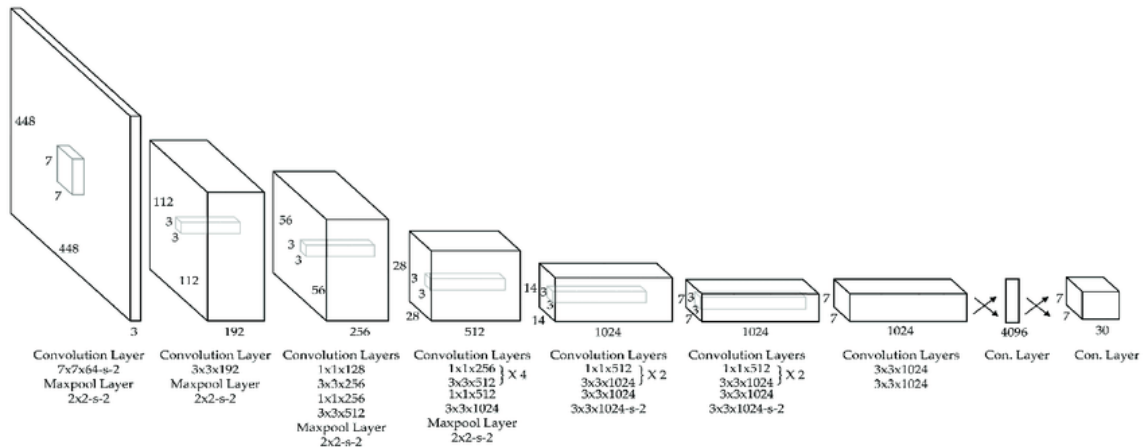 448
7
7
448
3
112
3
3
112
192
56
3
3
56
256
28
3
3
28
512
14
3
3
14
1024
7
3
3
7
1024
7
7
1024
4096
7
7
30
Convolution Layer
7x7x64-s-2
Maxpool Layer
2x2-s-2
Convolution Layer
3x3x192
Maxpool Layer
2x2-s-2
Convolution Layers
1x1x128
3x3x256
1x1x256
3x3x512
Maxpool Layer
2x2-s-2
Convolution Layers
1x1x256
3x3x512
} X 4
1x1x512
3x3x1024
Maxpool Layer
2x2-s-2
Convolution Layers
1x1x512
3x3x1024
} X 2
3x3x1024
3x3x1024-s-2
Convolution Layers
1x1x512
3x3x1024
} X 2
3x3x1024
3x3x1024-s-2
Convolution Layers
3x3x1024
3x3x1024
Con. Layer
Con. Layer